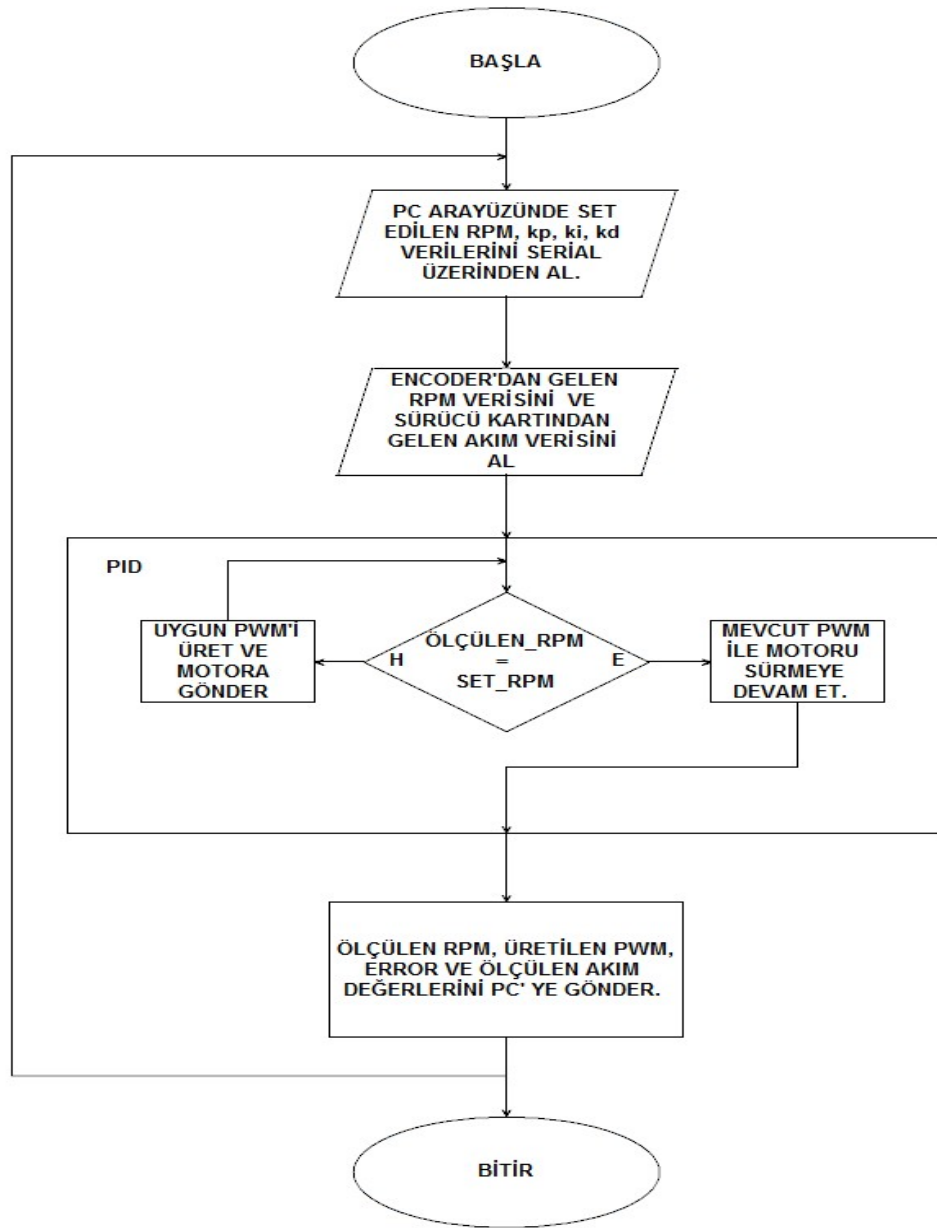 BAŞLA
PC ARAYÜZÜNDE SET
EDİLEN RPM, kp, ki, kd
VERİLERİNİ SERIAL
ÜZERİNDEN AL.
ENCODER'DAN GELEN
RPM VERİSİNİ VE
SÜRÜCÜ KARTINDAN
GELEN AKIM VERİSİNİ
AL
PID
UYGUN PWM'İ
ÜRET VE
MOTORA
GÖNDER
H
ÖLÇÜLEN_RPM
=
SET_RPM
E
MEVCUT PWM
İLE MOTORU
SÜRMEYE
DEVAM ET.
ÖLÇÜLEN RPM, ÜRETİLEN PWM,
ERROR VE ÖLÇÜLEN AKIM
DEĞERLERİNİ PC' YE GÖNDER.
BİTİR